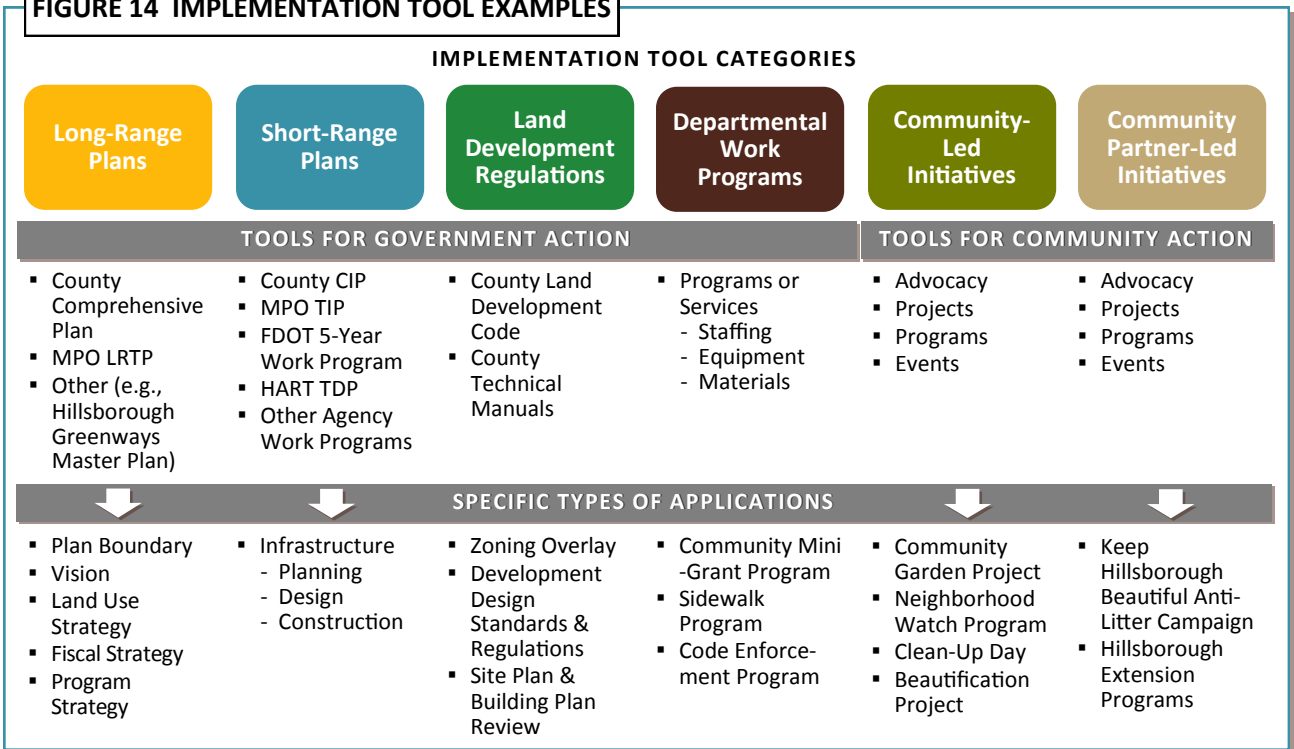 FIGURE 14 IMPLEMENTATION TOOL EXAMPLES
IMPLEMENTATION TOOL CATEGORIES
Long-Range
Plans
Short-Range
Plans
Land
Development
Regulations
Departmental
Work
Programs
Community-
Led
Initiatives
Community
Partner-Led
Initiatives
TOOLS FOR GOVERNMENT ACTION
TOOLS FOR COMMUNITY ACTION
▪ County
Comprehensive
Plan
▪ MPO LRTP
▪ Other (e.g.,
Hillsborough
Greenways
Master Plan)
▪ County CIP
▪ MPO TIP
▪ FDOT 5-Year
Work Program
▪ HART TDP
▪ Other Agency
Work Programs
▪ County Land
Development
Code
▪ County
Technical
Manuals
▪ Programs or
Services
- Staffing
- Equipment
- Materials
▪ Advocacy
▪ Projects
▪ Programs
▪ Events
▪ Advocacy
▪ Projects
▪ Programs
▪ Events
SPECIFIC TYPES OF APPLICATIONS
▪ Plan Boundary
▪ Vision
▪ Land Use
Strategy
▪ Fiscal Strategy
▪ Program
Strategy
▪ Infrastructure
- Planning
- Design
- Construction
▪ Zoning Overlay
▪ Development
Design
Standards &
Regulations
▪ Site Plan &
Building Plan
Review
▪ Community Mini
-Grant Program
▪ Sidewalk
Program
▪ Code Enforce-
ment Program
▪ Community
Garden Project
▪ Neighborhood
Watch Program
▪ Clean-Up Day
▪ Beautification
Project
▪ Keep
Hillsborough
Beautiful Anti-
Litter Campaign
▪ Hillsborough
Extension
Programs